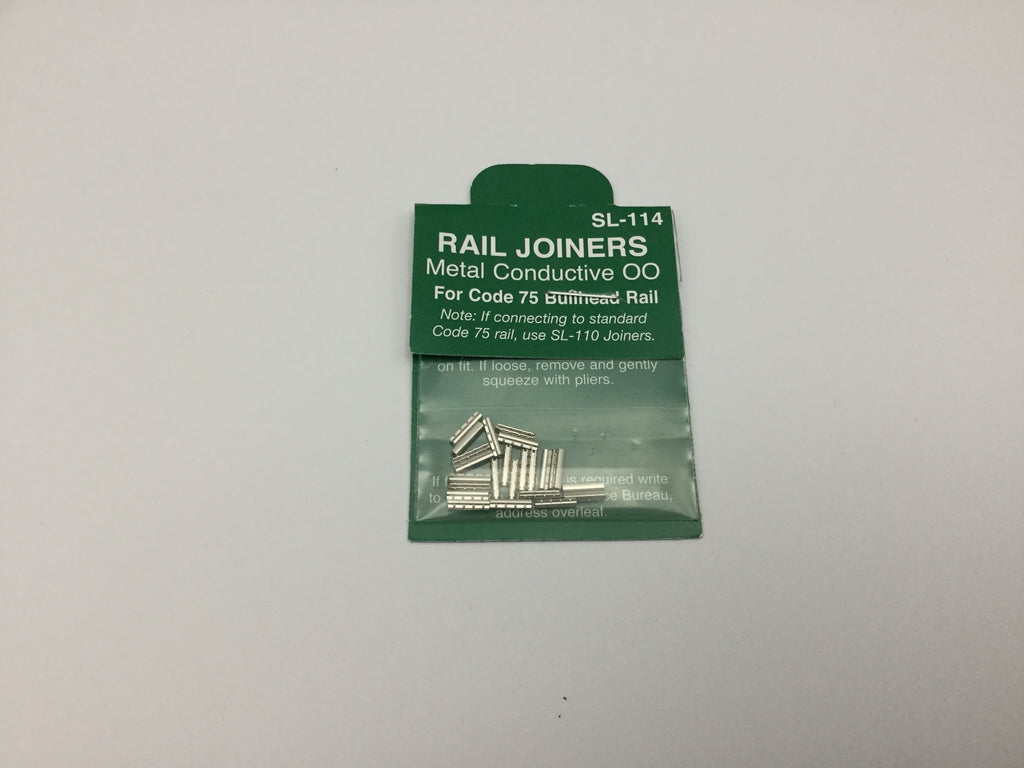 SL-114
RAIL JOINERS
Metal Conductive OO
For Code 75 Bullhead Rail
Note: If connecting to standard
Code 75 rail, use SL-110 Joiners.
on fit. If loose, remove and gently
squeeze with pliers.
If is required write
to Bureau,
address overleaf.